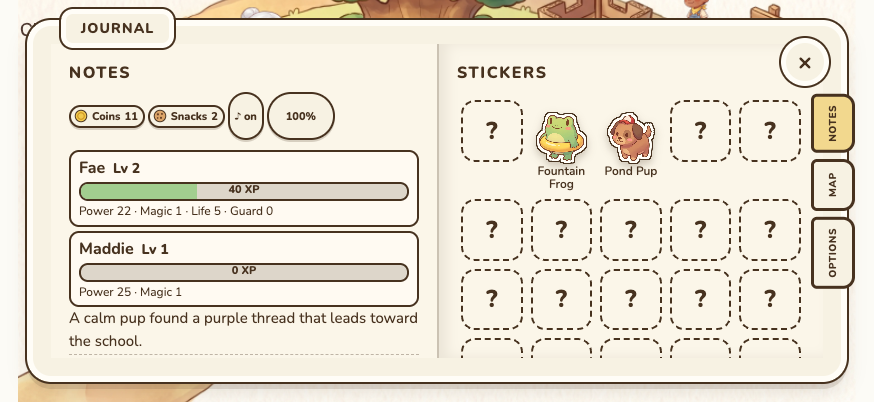 JOURNAL
NOTES
Coins 11
Snacks 2
♪ on
100%
Fae Lv 2
40 XP
Power 22 · Magic 1 · Life 5 · Guard 0
Maddie Lv 1
0 XP
Power 25 · Magic 1
A calm pup found a purple thread that leads toward
the school.
STICKERS
×
? ? ?
Fountain
Frog
Pond Pup
? ? ? ? ?
? ? ? ? ?
NOTES
MAP
OPTIONS